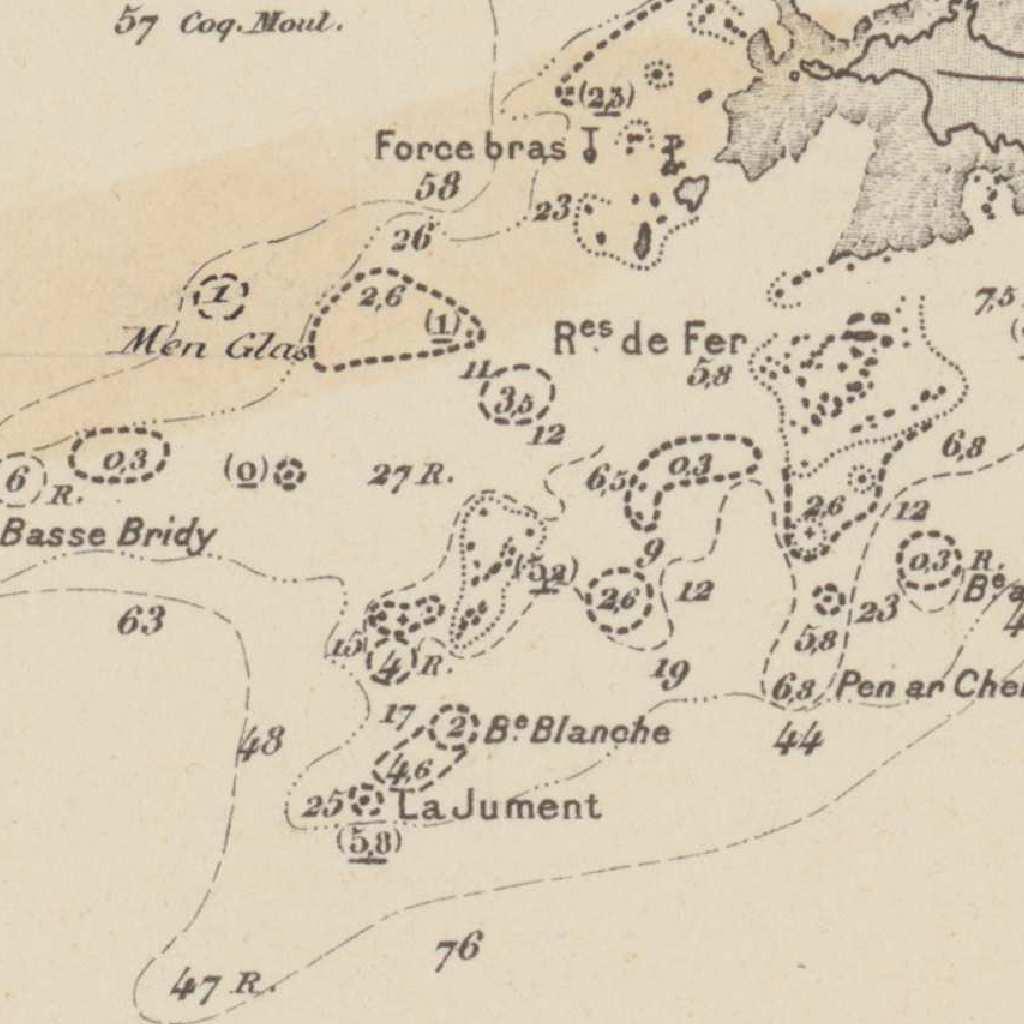 57 Coq. Moul.
(2,3)
Force bras
58
23
26
1
2,6
(1)
7,5
Men Glas
Res de Fer
5,8
11
3,5
12
6,8
0,3
6
R.
(0)
27 R.
6,5
0,3
2,6
12
Basse Bridy
9
(5,2)
2,6
12
0,3 R.
Be a
63
23
5,8
15
4 R.
19
6,8
Pen ar Che
17
2
Be. Blanche
48
44
4,6
25
La Jument
(5,8)
76
47 R.